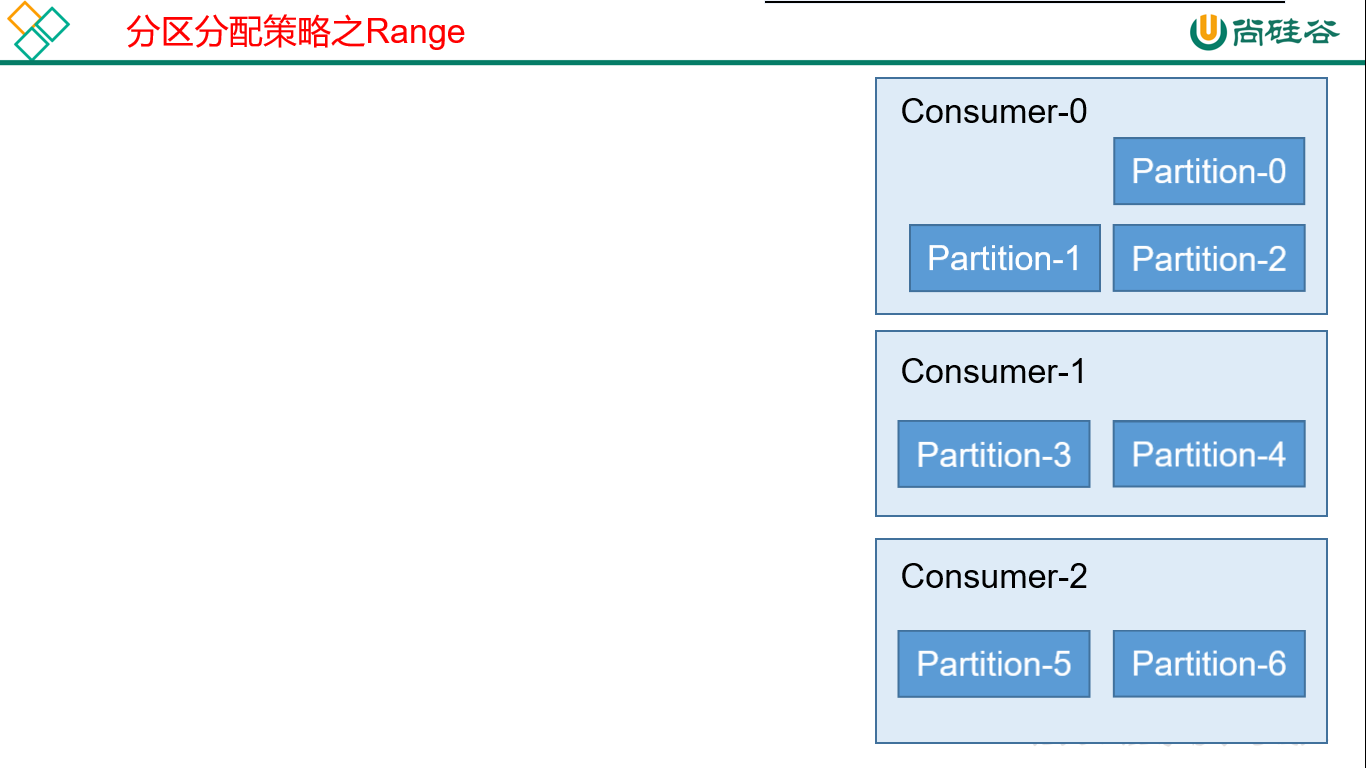 分区分配策略之Range
尚硅谷
Consumer-0
Partition-0
Partition-1 Partition-2
Consumer-1
Partition-3 Partition-4
Consumer-2
Partition-5 Partition-6